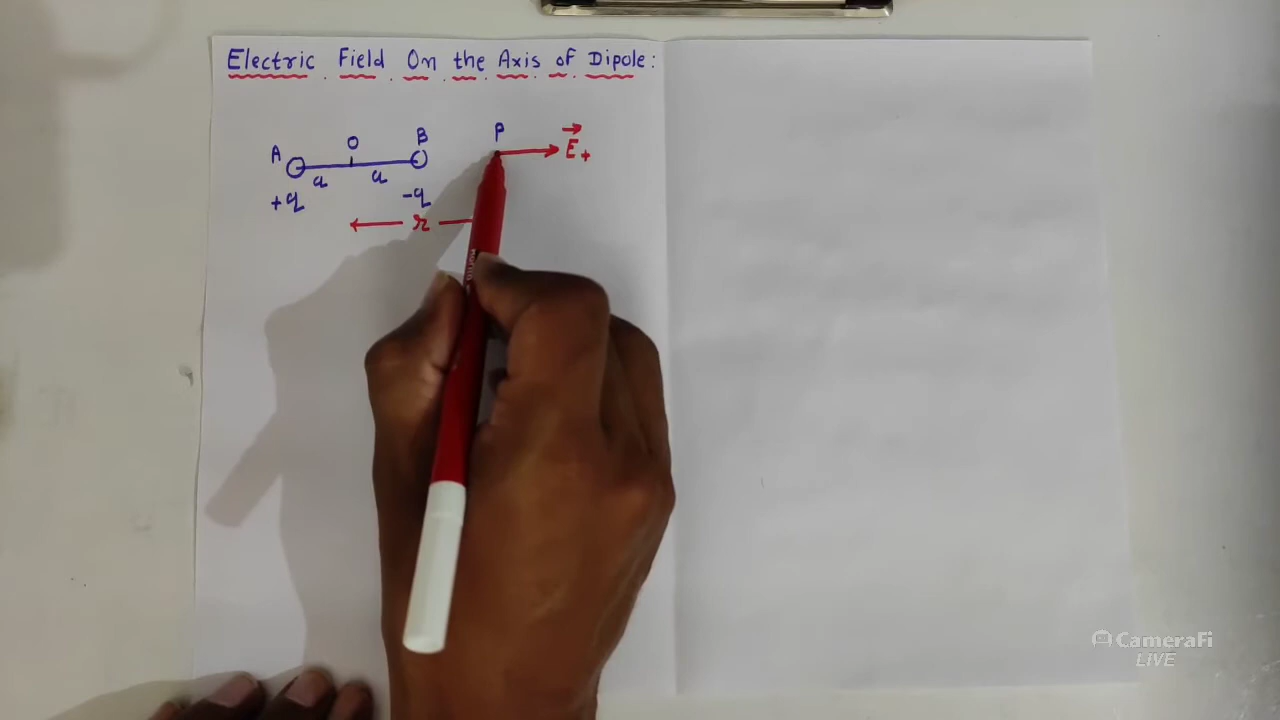 Electric Field On the Axis of Dipole:
A O B P E₊
a a
+q -q
r
CameraFi
LiVE